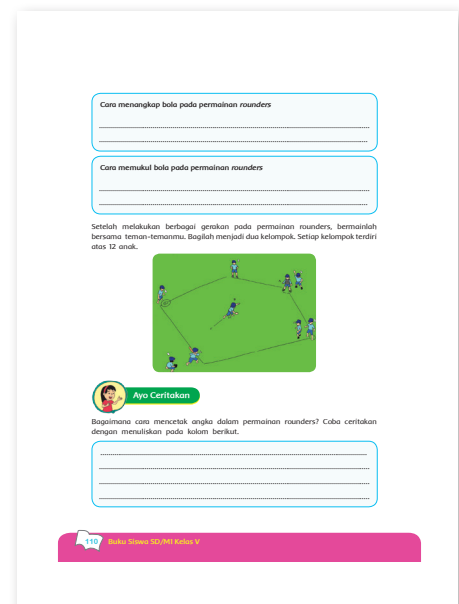 Cara menangkap bola pada permainan rounders
Cara memukul bola pada permainan rounders
Setelah melakukan berbagai gerakan pada permainan rounders, bermainlah
bersama teman-temanmu. Bagilah menjadi dua kelompok. Setiap kelompok terdiri
atas 12 anak.
Ayo Ceritakan
Bagaimana cara mencetak angka dalam permainan rounders? Coba ceritakan
dengan menuliskan pada kolom berikut.
110 Buku Siswa SD/MI Kelas V